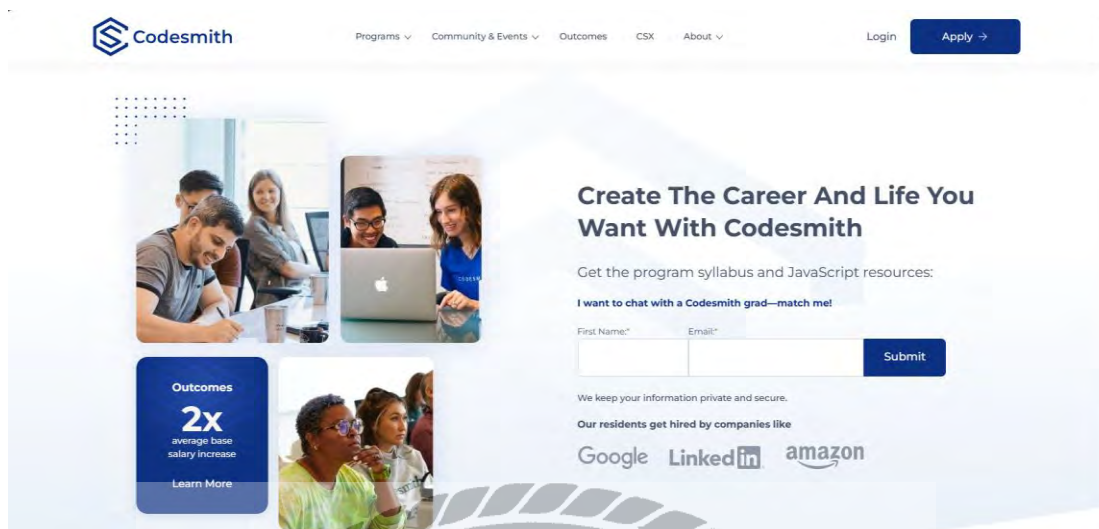 Codesmith
Programs
Community & Events
Outcomes
CSX
About
Login
Apply →
Create The Career And Life You
Want With Codesmith
Get the program syllabus and JavaScript resources:
I want to chat with a Codesmith grad—match me!
First Name:*
Email:*
Submit
We keep your information private and secure.
Our residents get hired by companies like
Google
Linked in
amazon
Outcomes
2x
average base
salary increase
Learn More